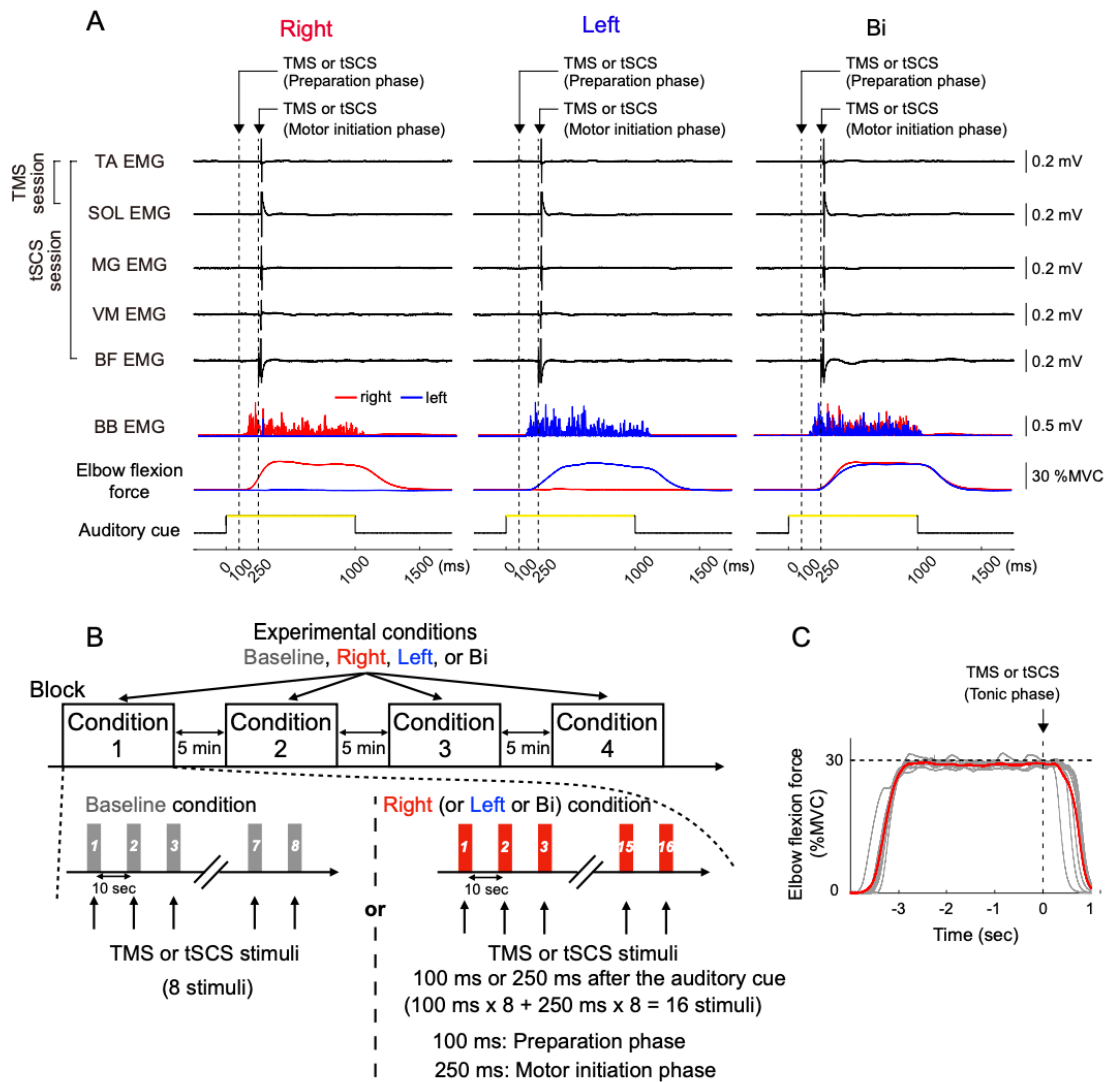 A
Right
Left
Bi
TMS or tSCS
(Preparation phase)
TMS or tSCS
(Motor initiation phase)
TMS or tSCS
(Preparation phase)
TMS or tSCS
(Motor initiation phase)
TMS or tSCS
(Preparation phase)
TMS or tSCS
(Motor initiation phase)
TMS
session
tSCS
session
TA EMG
0.2 mV
SOL EMG
0.2 mV
MG EMG
0.2 mV
VM EMG
0.2 mV
BF EMG
0.2 mV
right
left
BB EMG
0.5 mV
Elbow flexion
force
30 %MVC
Auditory cue
0 100 250 1000 1500 (ms)
0 100 250 1000 1500 (ms)
0 100 250 1000 1500 (ms)
B
Experimental conditions
Baseline, Right, Left, or Bi
Block
Condition
1
5 min
Condition
2
5 min
Condition
3
5 min
Condition
4
Baseline condition
1 2 3 7 8
10 sec
TMS or tSCS stimuli
(8 stimuli)
or
Right (or Left or Bi) condition
1 2 3 15 16
10 sec
TMS or tSCS stimuli
100 ms or 250 ms after the auditory cue
(100 ms x 8 + 250 ms x 8 = 16 stimuli)
100 ms: Preparation phase
250 ms: Motor initiation phase
C
TMS or tSCS
(Tonic phase)
Elbow flexion force
(%MVC)
30
0
-3 -2 -1 0 1
Time (sec)